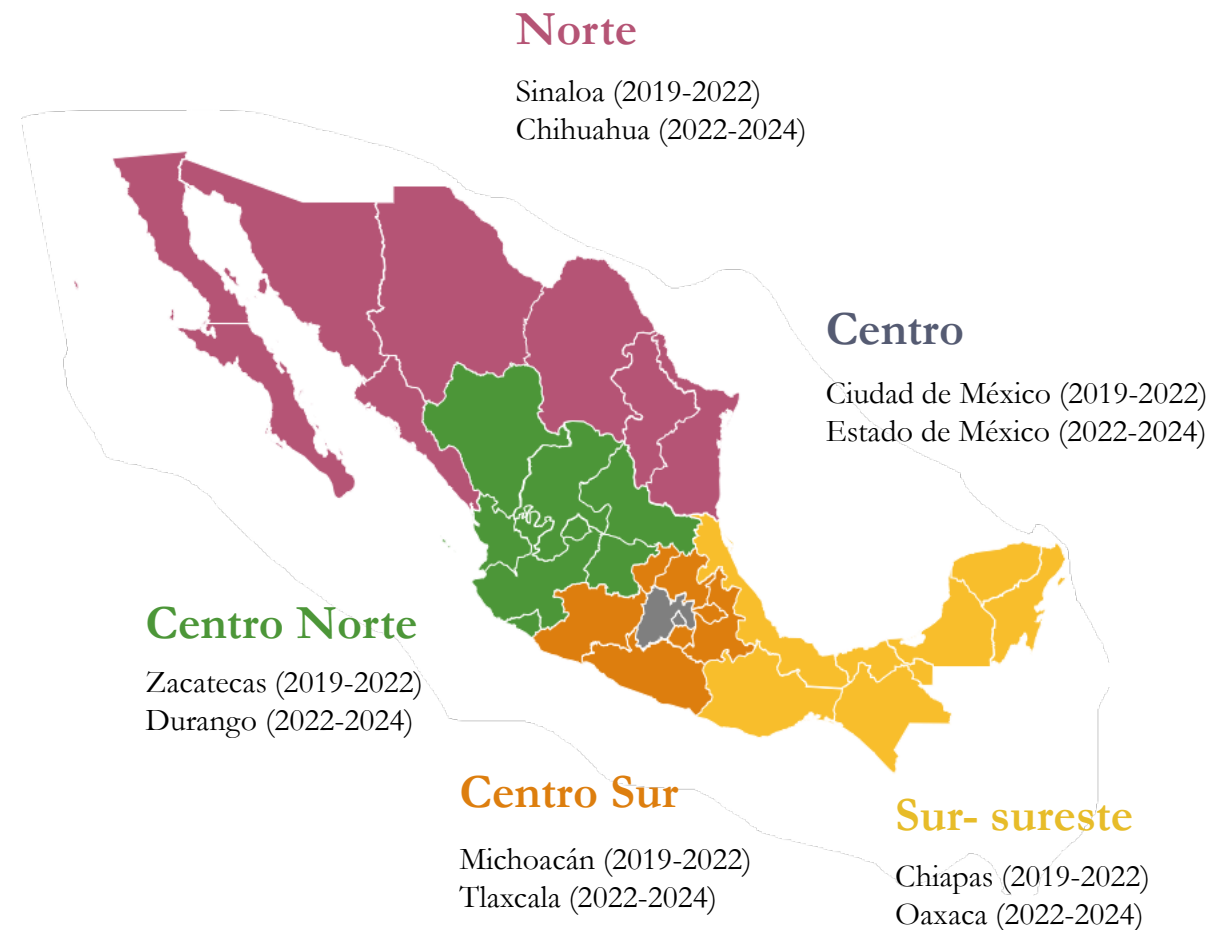 Norte
Sinaloa (2019-2022)
Chihuahua (2022-2024)
Centro
Ciudad de México (2019-2022)
Estado de México (2022-2024)
Centro Norte
Zacatecas (2019-2022)
Durango (2022-2024)
Centro Sur
Michoacán (2019-2022)
Tlaxcala (2022-2024)
Sur- sureste
Chiapas (2019-2022)
Oaxaca (2022-2024)